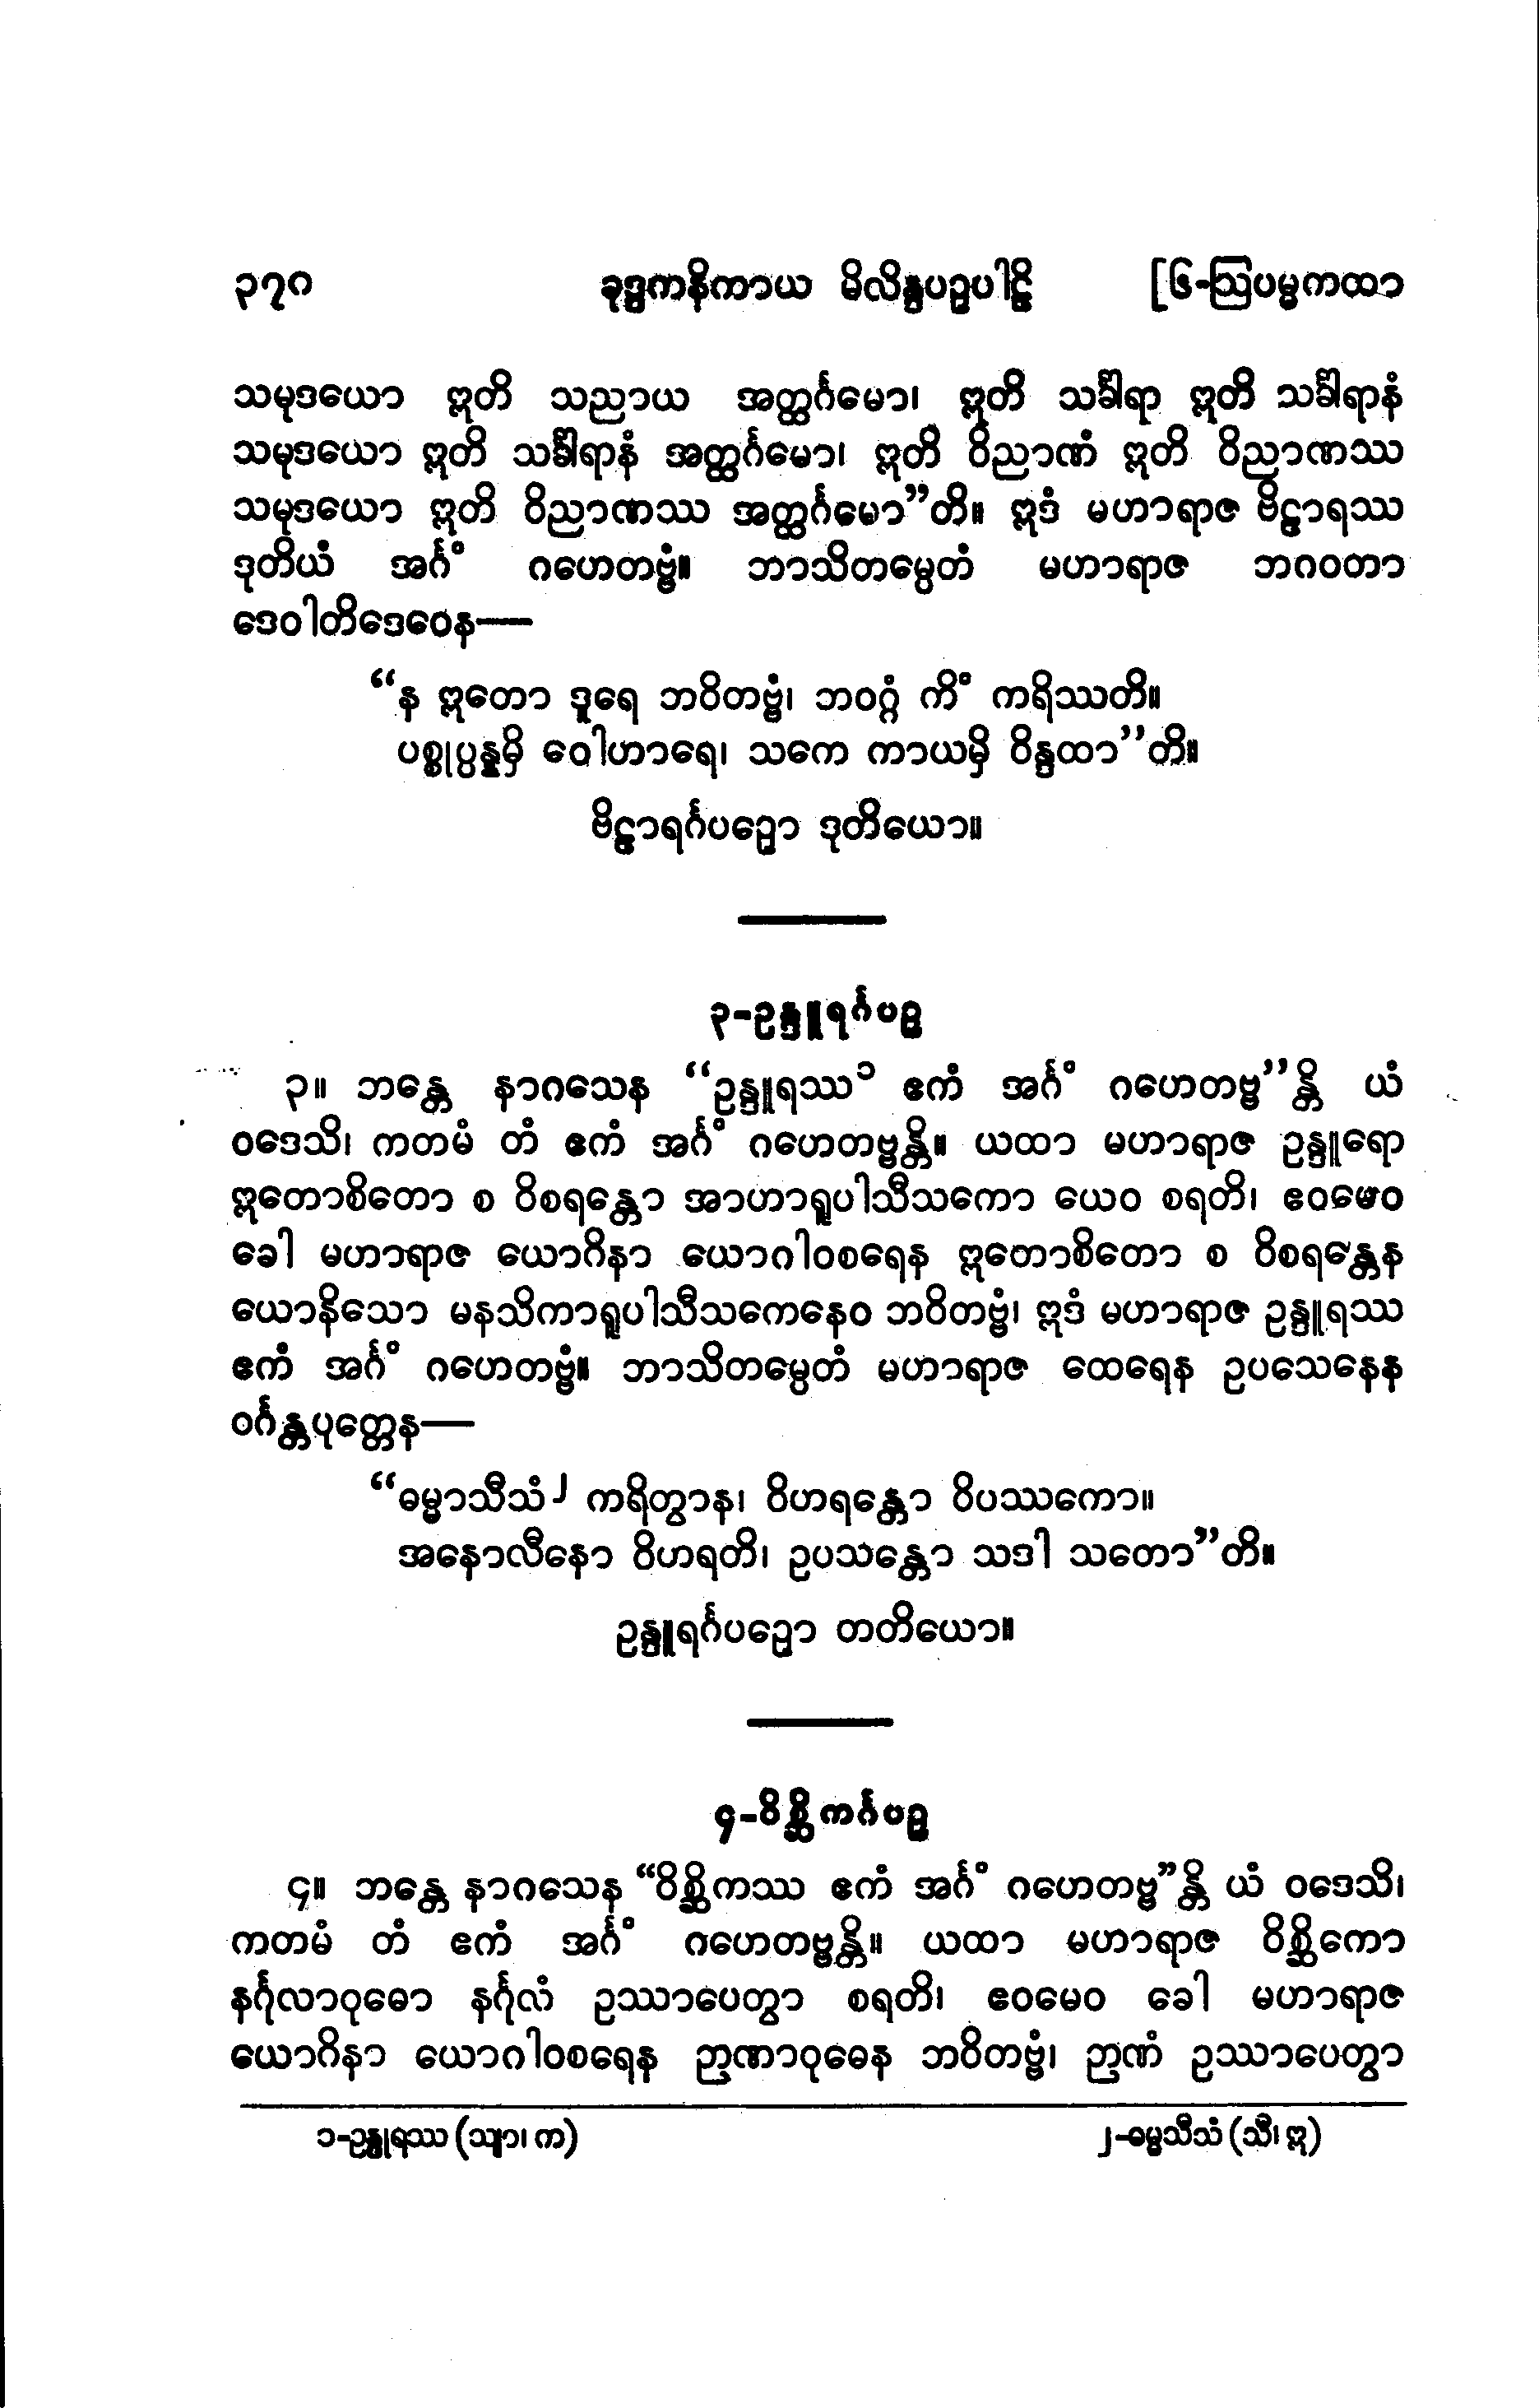 ၃၇ဂ ခုဒ္ဒကနိကာယ မိလိန္ဒပဉှပါဠိ [၆-ဩပမ္မကထာ
သမုဒယော ဣတိ သညာယ အတ္ထင်္ဂမော၊ ဣတိ သင်္ခါရာ ဣတိ သင်္ခါရာနံ
သမုဒယော ဣတိ သင်္ခါရာနံ အတ္ထင်္ဂမော၊ ဣတိ ဝိညာဏံ ဣတိ ဝိညာဏဿ
သမုဒယော ဣတိ ဝိညာဏဿ အတ္ထင်္ဂမော”တိ။ ဣဒံ မဟာရာဇ ဗိဠာရဿ
ဒုတိယံ အင်္ဂံ ဂဟေတဗ္ဗံ။ ဘာသိတမ္ပေတံ မဟာရာဇ ဘဂဝတာ
ဒေဝါတိဒေဝေန—
“န ဣတော ဒူရေ ဘဝိတဗ္ဗံ၊ ဘဝဂ္ဂံ ကိံ ကရိဿတိ။
ပစ္စုပ္ပန္နမှိ ဝေါဟာရေ၊ သကေ ကာယမှိ ဝိန္ဒထာ”တိ။
ဗိဠာရင်္ဂပဉှော ဒုတိယော။
၃-ဥန္ဒူရင်္ဂပဉှ
၃။ ဘန္တေ နာဂသေန “ဥန္ဒူရဿ၁ ဧကံ အင်္ဂံ ဂဟေတဗ္ဗ”န္တိ ယံ
ဝဒေသိ၊ ကတမံ တံ ဧကံ အင်္ဂံ ဂဟေတဗ္ဗန္တိ။ ယထာ မဟာရာဇ ဥန္ဒူရော
ဣတောစိတော စ ဝိစရန္တော အာဟာရူပါသီသကော ယေဝ စရတိ၊ ဧဝမေဝ
ခေါ မဟာရာဇ ယောဂိနာ ယောဂါဝစရေန ဣတောစိတော စ ဝိစရန္တေန
ယောနိသော မနသိကာရူပါသီသကေနေဝ ဘဝိတဗ္ဗံ၊ ဣဒံ မဟာရာဇ ဥန္ဒူရဿ
ဧကံ အင်္ဂံ ဂဟေတဗ္ဗံ။ ဘာသိတမ္ပေတံ မဟာရာဇ ထေရေန ဥပသေနေန
ဝင်္ဂန္တပုတ္တေန—
“ဓမ္မာသီသံ၂ ကရိတွာန၊ ဝိဟရန္တော ဝိပဿကော။
အနောလီနော ဝိဟရတိ၊ ဥပသန္တော သဒါ သတော”တိ။
ဥန္ဒူရင်္ဂပဉှော တတိယော။
၄-ဝိစ္ဆိကင်္ဂပဉှ
၄။ ဘန္တေ နာဂသေန “ဝိစ္ဆိကဿ ဧကံ အင်္ဂံ ဂဟေတဗ္ဗ”န္တိ ယံ ဝဒေသိ၊
ကတမံ တံ ဧကံ အင်္ဂံ ဂဟေတဗ္ဗန္တိ။ ယထာ မဟာရာဇ ဝိစ္ဆိကော
နင်္ဂုလာဝုဓော နင်္ဂုလံ ဥဿာပေတွာ စရတိ၊ ဧဝမေဝ ခေါ မဟာရာဇ
ယောဂိနာ ယောဂါဝစရေန ဉာဏာဝုဓေန ဘဝိတဗ္ဗံ၊ ဉာဏံ ဥဿာပေတွာ
၁-ဥန္ဒုရဿ (သျာ၊ က) ၂-ဓမ္မသီသံ (သီ၊ ဣ)